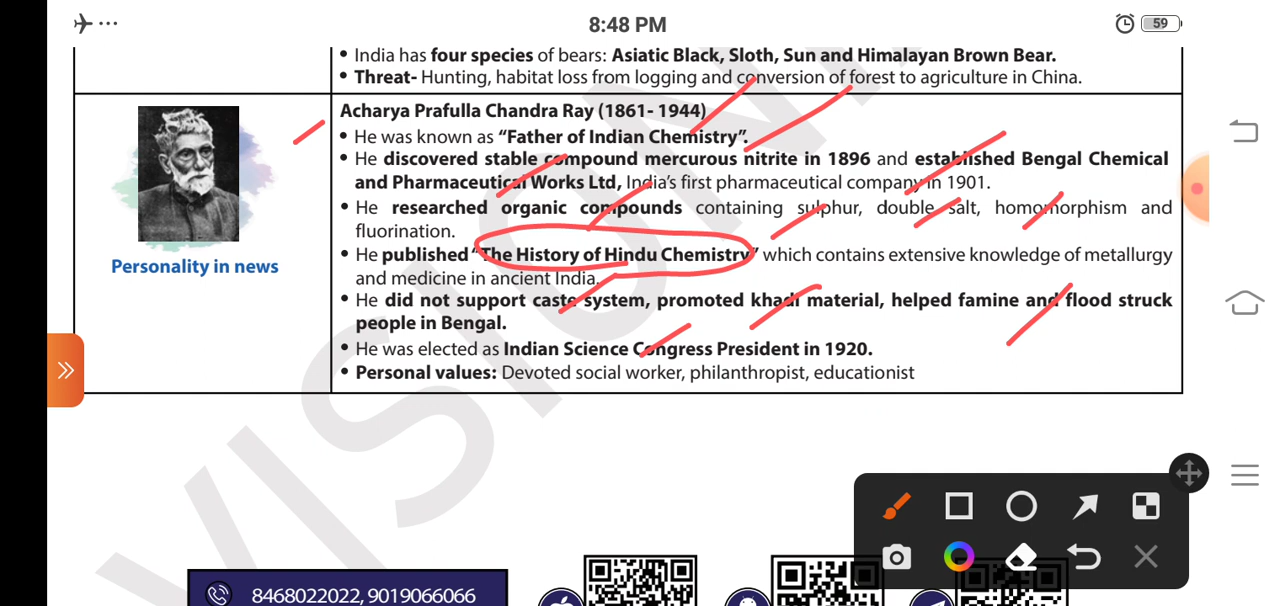 8:48 PM
59
• India has four species of bears: Asiatic Black, Sloth, Sun and Himalayan Brown Bear.
• Threat- Hunting, habitat loss from logging and conversion of forest to agriculture in China.
Acharya Prafulla Chandra Ray (1861- 1944)
• He was known as “Father of Indian Chemistry”.
• He discovered stable compound mercurous nitrite in 1896 and established Bengal Chemical
and Pharmaceutical Works Ltd, India’s first pharmaceutical company in 1901.
• He researched organic compounds containing sulphur, double salt, homomorphism and
fluorination.
• He published “The History of Hindu Chemistry” which contains extensive knowledge of metallurgy
and medicine in ancient India.
• He did not support caste system, promoted khadi material, helped famine and flood struck
people in Bengal.
• He was elected as Indian Science Congress President in 1920.
• Personal values: Devoted social worker, philanthropist, educationist
Personality in news
VISION
8468022022, 9019066066